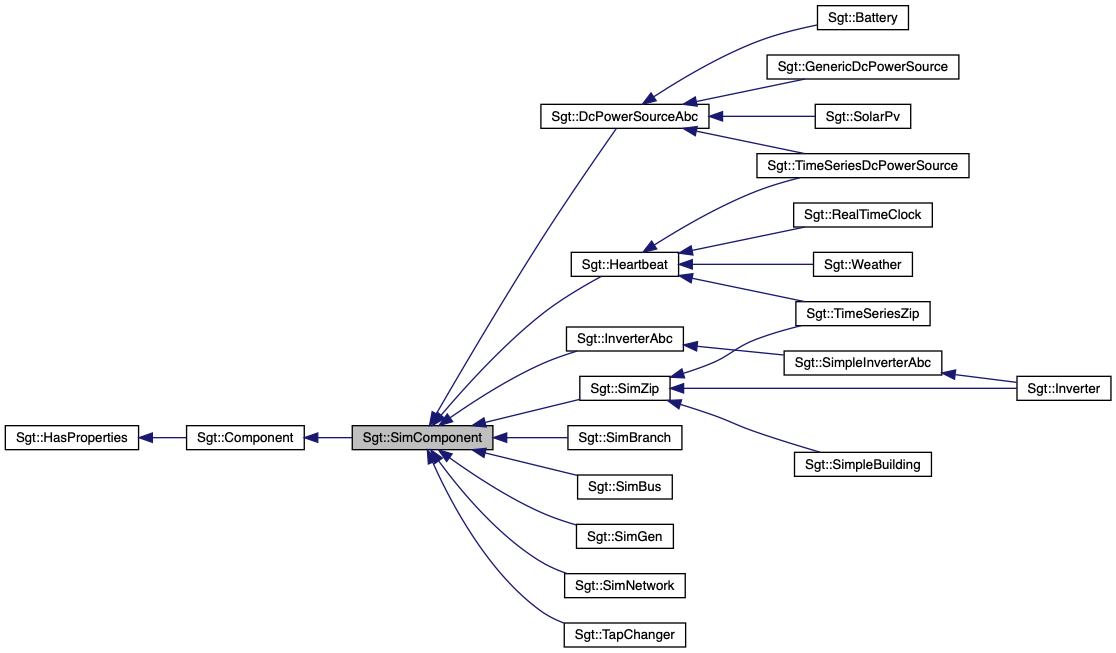 Sgt::Battery
Sgt::GenericDcPowerSource
Sgt::DcPowerSourceAbc
Sgt::SolarPv
Sgt::TimeSeriesDcPowerSource
Sgt::RealTimeClock
Sgt::Heartbeat
Sgt::Weather
Sgt::TimeSeriesZip
Sgt::InverterAbc
Sgt::SimpleInverterAbc
Sgt::SimZip
Sgt::Inverter
Sgt::HasProperties
Sgt::Component
Sgt::SimComponent
Sgt::SimBranch
Sgt::SimpleBuilding
Sgt::SimBus
Sgt::SimGen
Sgt::SimNetwork
Sgt::TapChanger